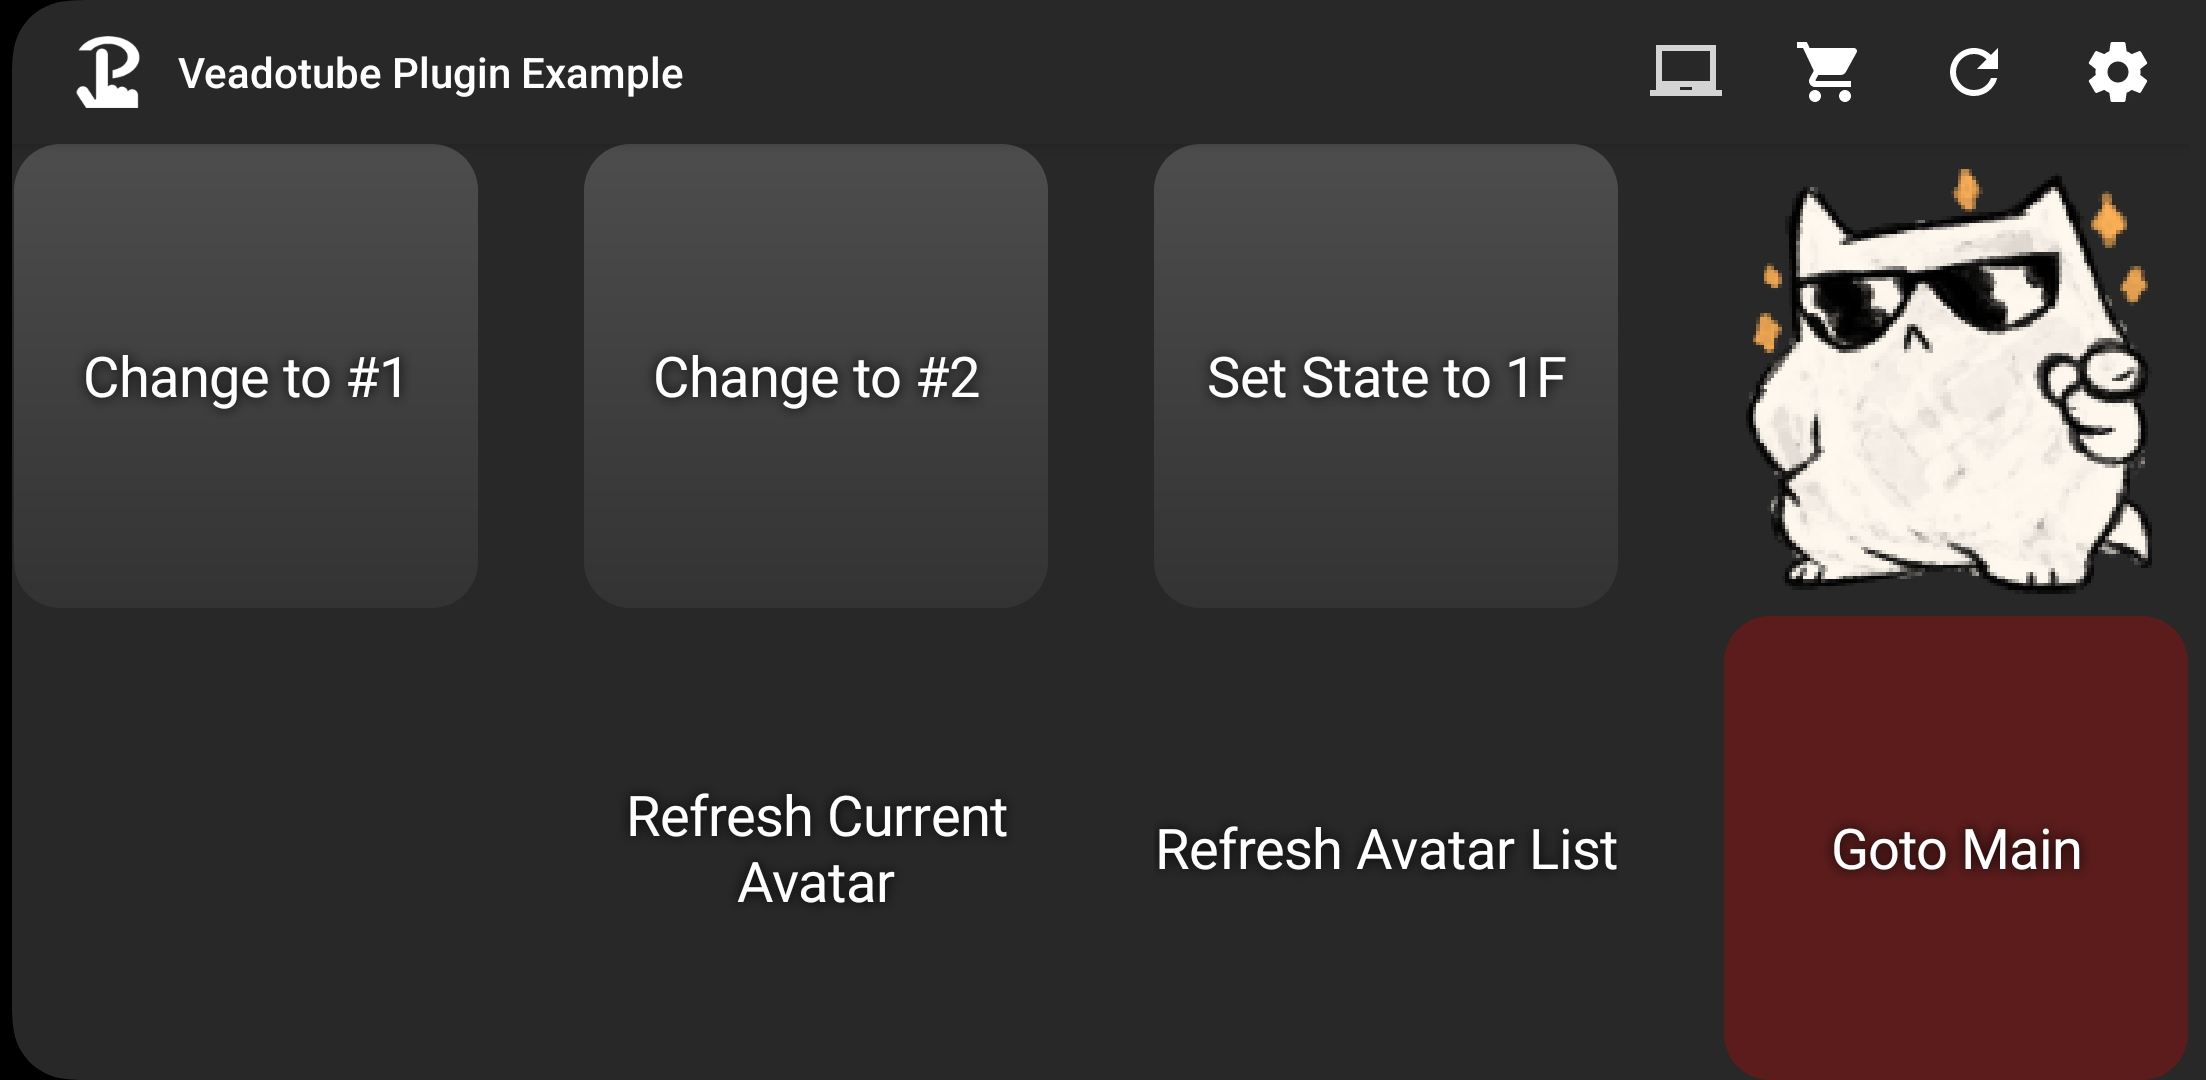 Veadotube Plugin Example
Change to #1
Change to #2
Set State to 1F
Refresh Current
Avatar
Refresh Avatar List
Goto Main